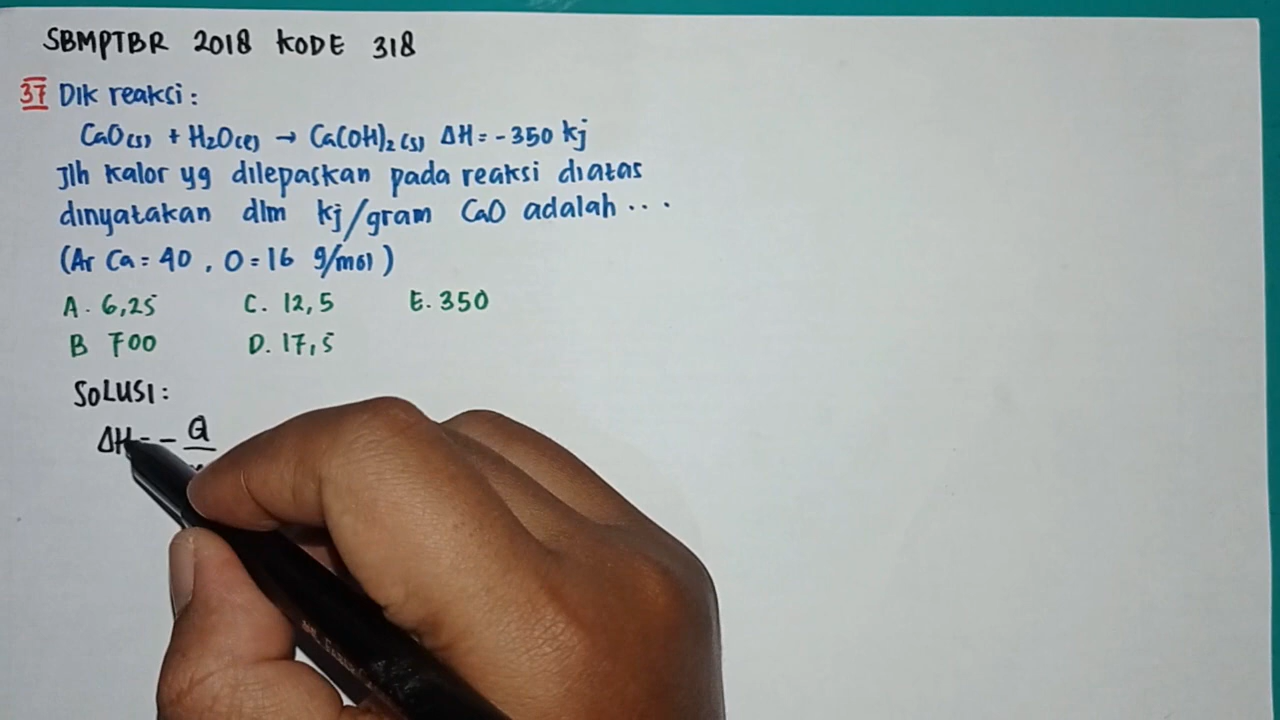 SBMPTBR 2018 KODE 318
37 Dik reaksi :
CaO(s) + H2O(l) → Ca(OH)2 (s) ΔH = -350 kj
Jlh kalor yg dilepaskan pada reaksi diatas
dinyatakan dlm kj/gram CaO adalah ...
(Ar Ca = 40 , O = 16 g/mol)
A. 6,25 C. 12,5 E. 350
B 700 D. 17,5
SOLUSI :
ΔH = - Q